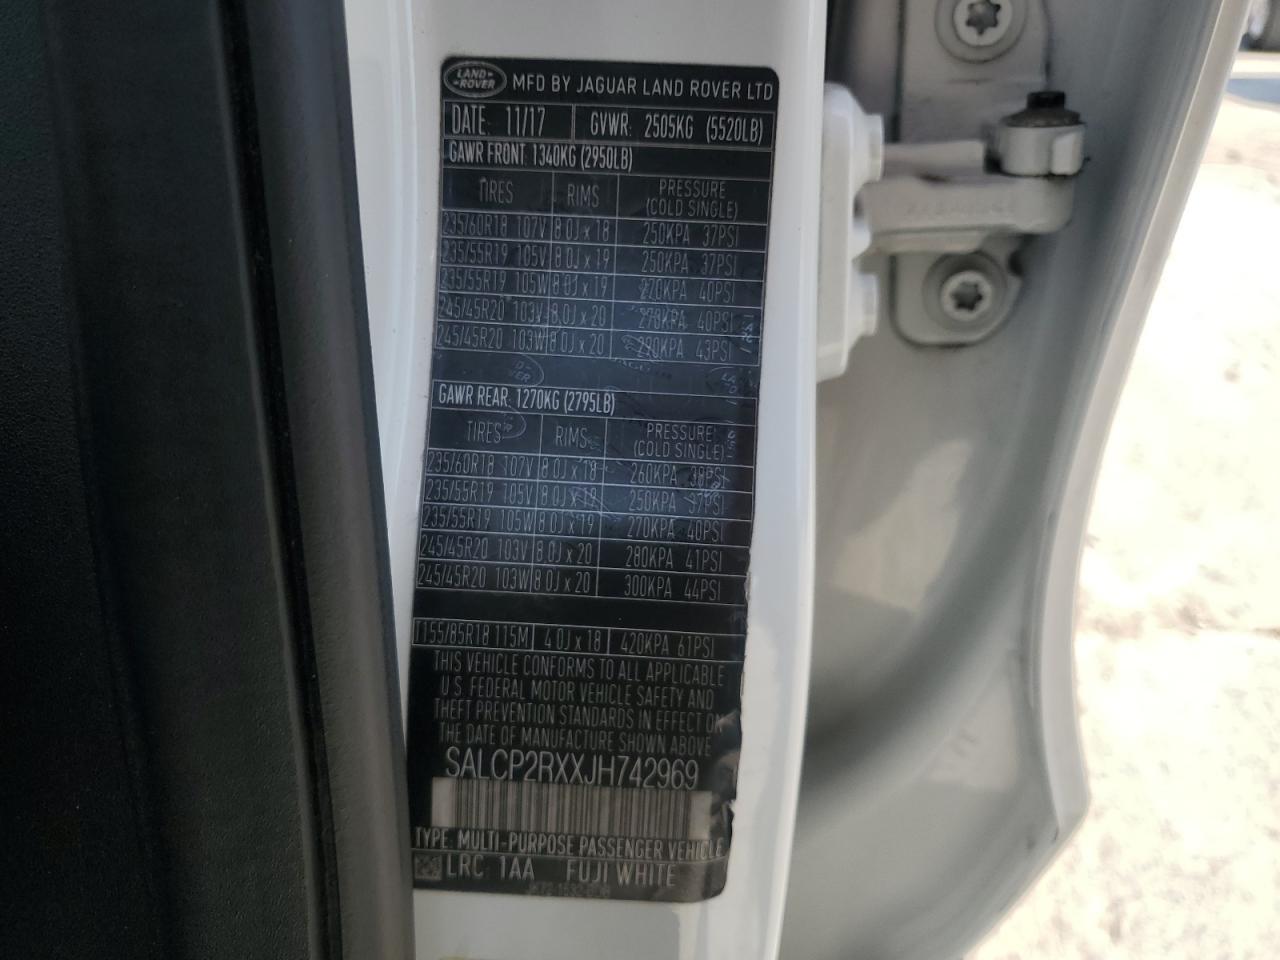 LAND-ROVER MFD BY JAGUAR LAND ROVER LTD
DATE: 11/17 GVWR: 2505KG (5520LB)
GAWR FRONT 1340KG (2950LB)
TIRES RIMS PRESSURE (COLD SINGLE)
235/60R18 107V 8.0J x 18 250KPA 37PSI
235/55R19 105V 8.0J x 19 250KPA 37PSI
235/55R19 105W 8.0J x 19 270KPA 40PSI
245/45R20 103V 8.0J x 20 270KPA 40PSI
245/45R20 103W 8.0J x 20 290KPA 43PSI
GAWR REAR: 1270KG (2795LB)
TIRES RIMS PRESSURE (COLD SINGLE)
235/60R18 107V 8.0J x 18 260KPA 38PSI
235/55R19 105V 8.0J x 19 250KPA 37PSI
235/55R19 105W 8.0J x 19 270KPA 40PSI
245/45R20 103V 8.0J x 20 280KPA 41PSI
245/45R20 103W 8.0J x 20 300KPA 44PSI
T155/85R18 115M 4.0J x 18 420KPA 61PSI
THIS VEHICLE CONFORMS TO ALL APPLICABLE
U.S. FEDERAL MOTOR VEHICLE SAFETY AND
THEFT PREVENTION STANDARDS IN EFFECT ON
THE DATE OF MANUFACTURE SHOWN ABOVE
SALCP2RXXJH742969
TYPE: MULTI-PURPOSE PASSENGER VEHICLE
LRC 1AA FUJI WHITE